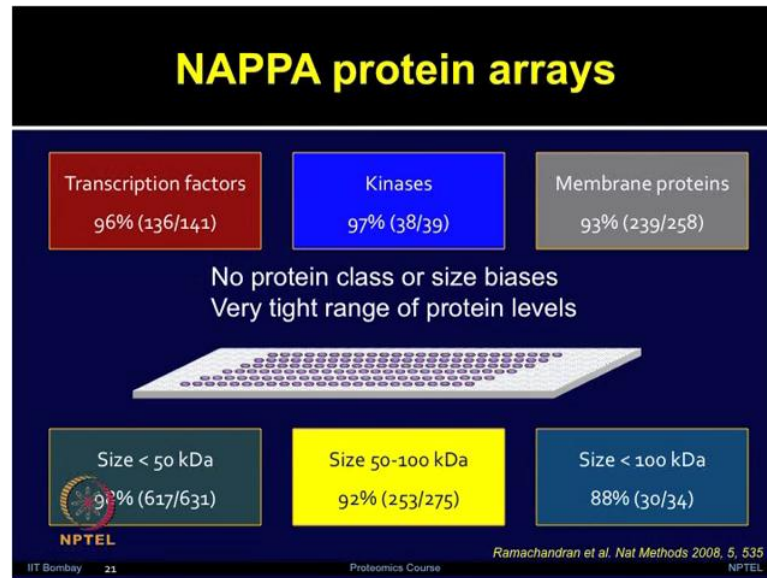 NAPPA protein arrays
Transcription factors
96% (136/141)
Kinases
97% (38/39)
Membrane proteins
93% (239/258)
No protein class or size biases
Very tight range of protein levels
Size < 50 kDa
98% (617/631)
Size 50-100 kDa
92% (253/275)
Size < 100 kDa
88% (30/34)
NPTEL
Ramachandran et al. Nat Methods 2008, 5, 535
IIT Bombay 21 Proteomics Course NPTEL